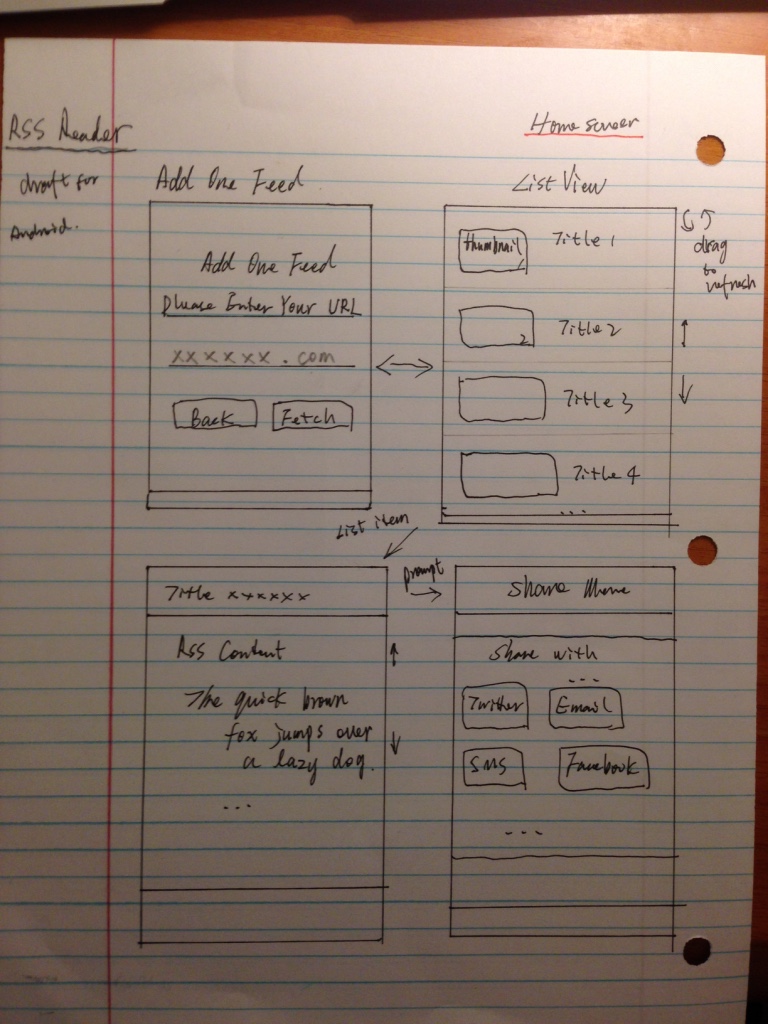 RSS Reader
draft for
Android.
Home screen
Add One Feed
Add One Feed
Please Enter Your URL
xxxxxx.com
Back
Fetch
List View
Thumbnail 1
Title 1
2
Title 2
Title 3
Title 4
...
drag
to
refresh
List item
Title xxxxxx
RSS Content
The quick brown
fox jumps over
a lazy dog.
...
prompt
Share Menu
Share with
...
Twitter
Email
SMS
Facebook
...